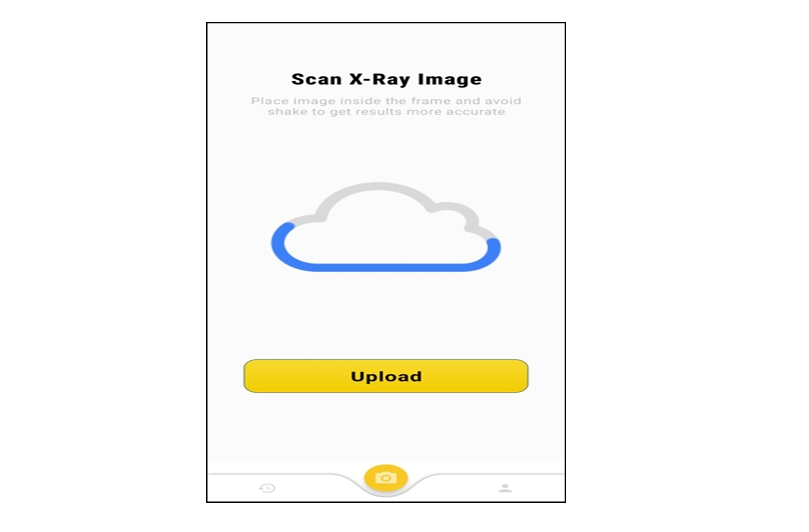 Scan X-Ray Image
Place image inside the frame and avoid
shake to get results more accurate
Upload